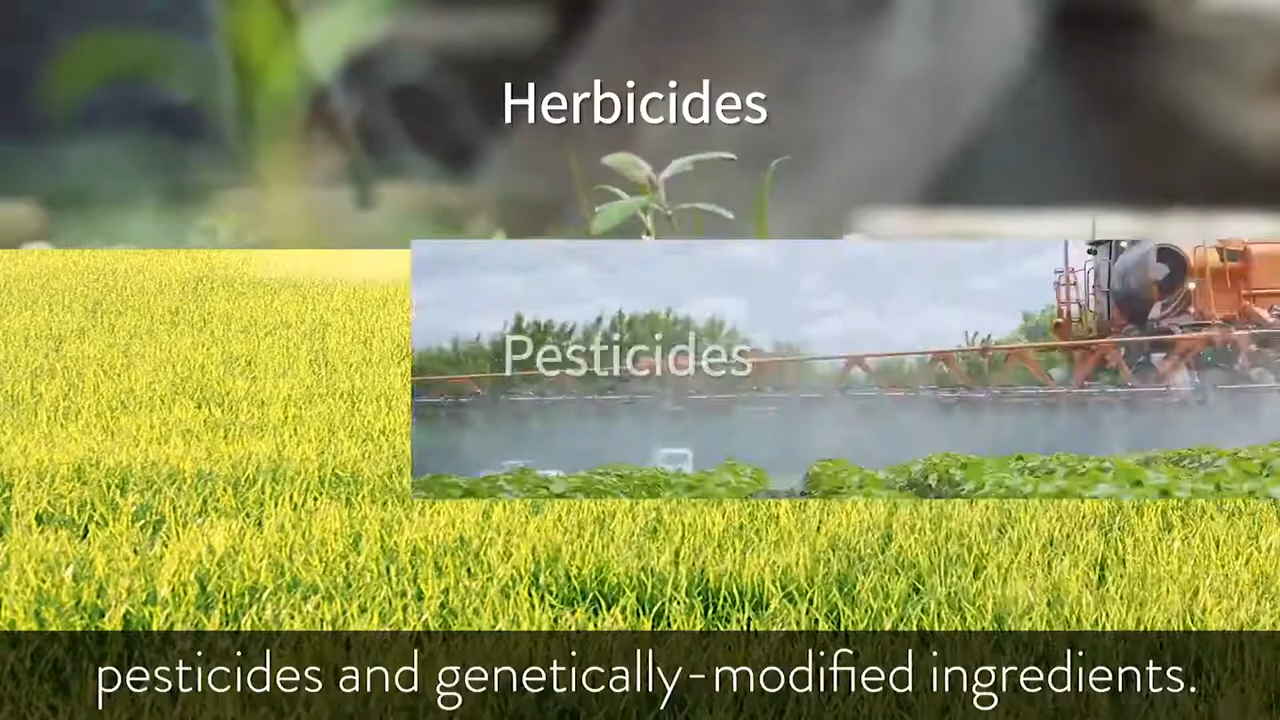 Herbicides
Pesticides
pesticides and genetically-modified ingredients.